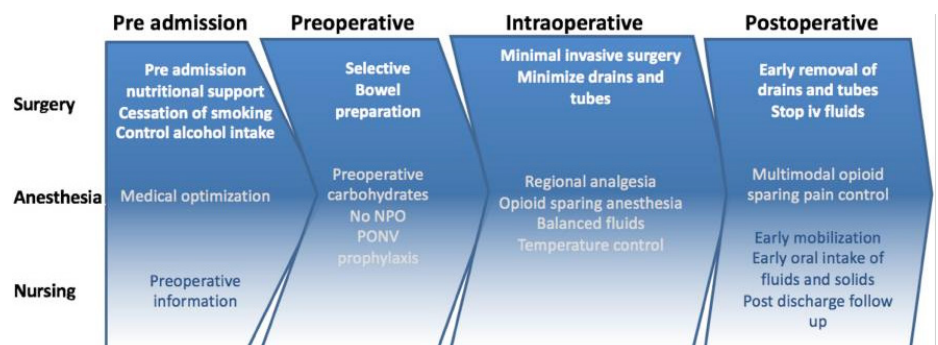 Pre admission
Preoperative
Intraoperative
Postoperative
Surgery
Pre admission
nutritional support
Cessation of smoking
Control alcohol intake
Selective
Bowel
preparation
Minimal invasive surgery
Minimize drains and
tubes
Early removal of
drains and tubes
Stop iv fluids
Anesthesia
Medical optimization
Preoperative
carbohydrates
No NPO
PONV
prophylaxis
Regional analgesia
Opioid sparing anesthesia
Balanced fluids
Temperature control
Multimodal opioid
sparing pain control
Nursing
Preoperative
information
Early mobilization
Early oral intake of
fluids and solids
Post discharge follow
up